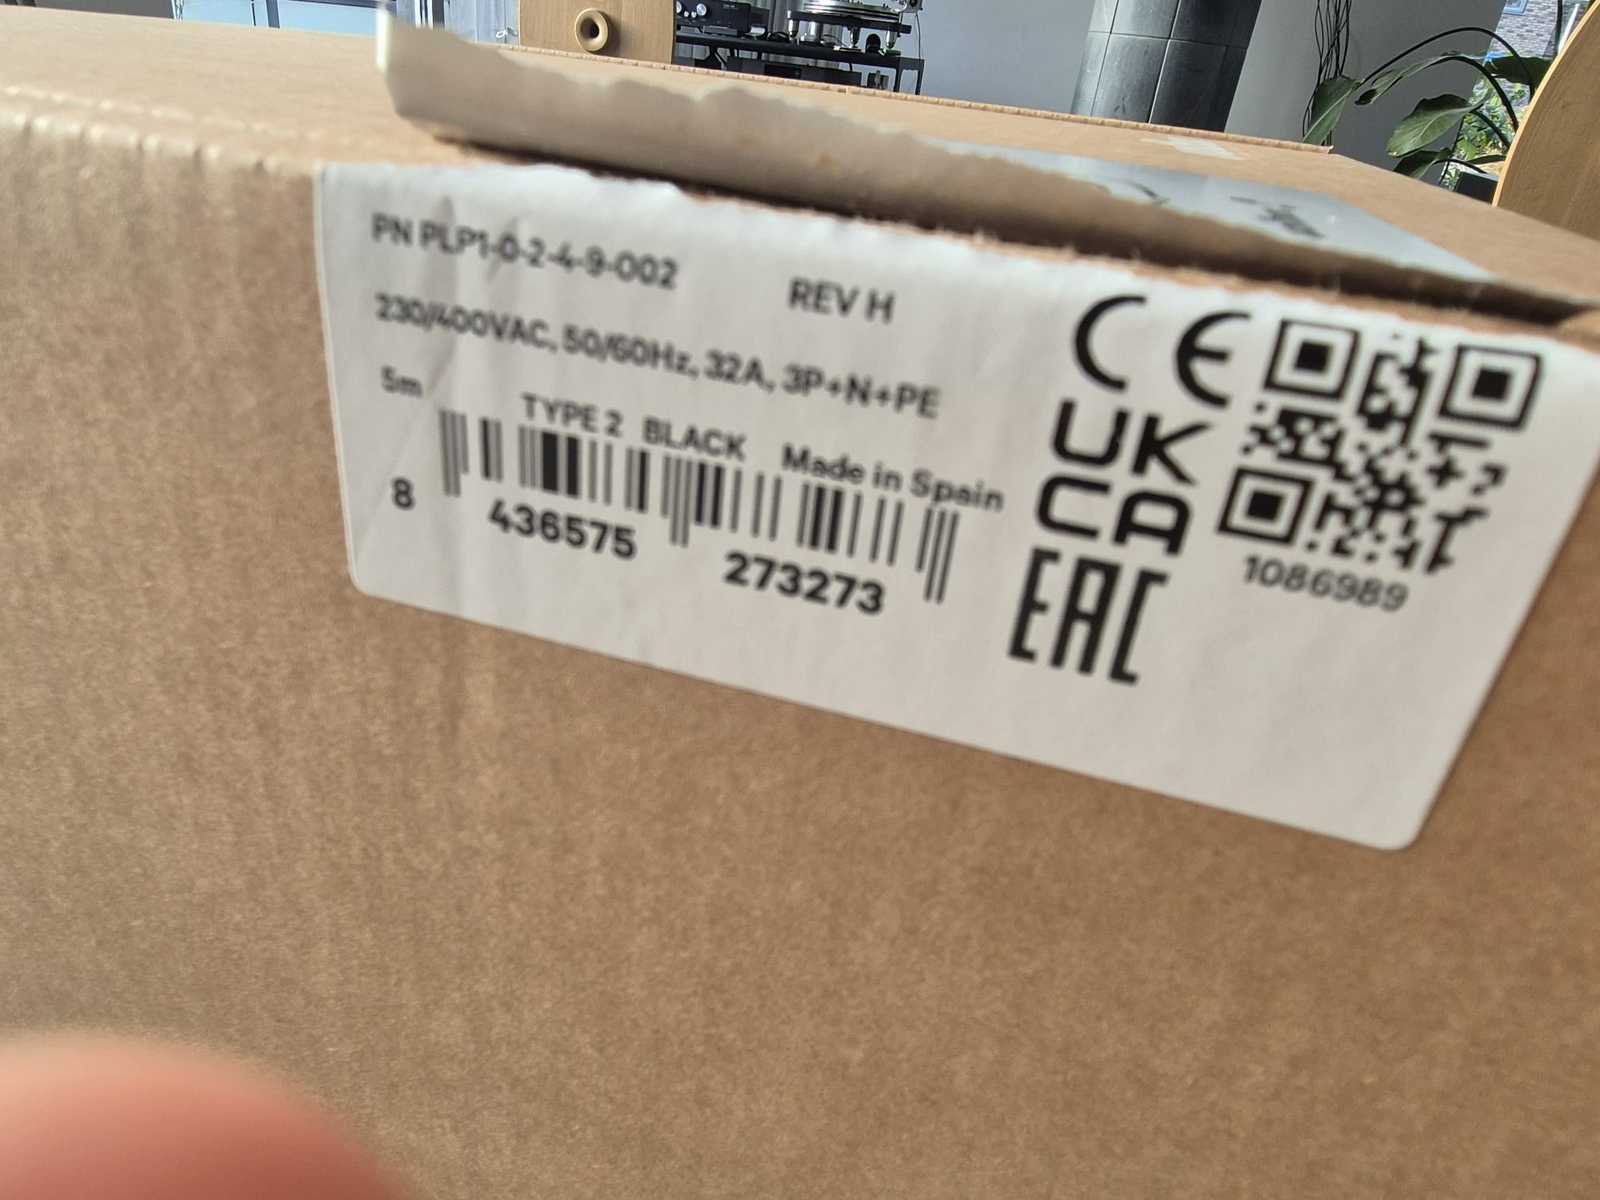 PN PLP1-0-2-4-9-002 REV H
230/400VAC, 50/60Hz, 32A, 3P+N+PE
5m TYPE 2 BLACK Made in Spain
8 436575 273273
CE
UK
CA
EAC
1086989